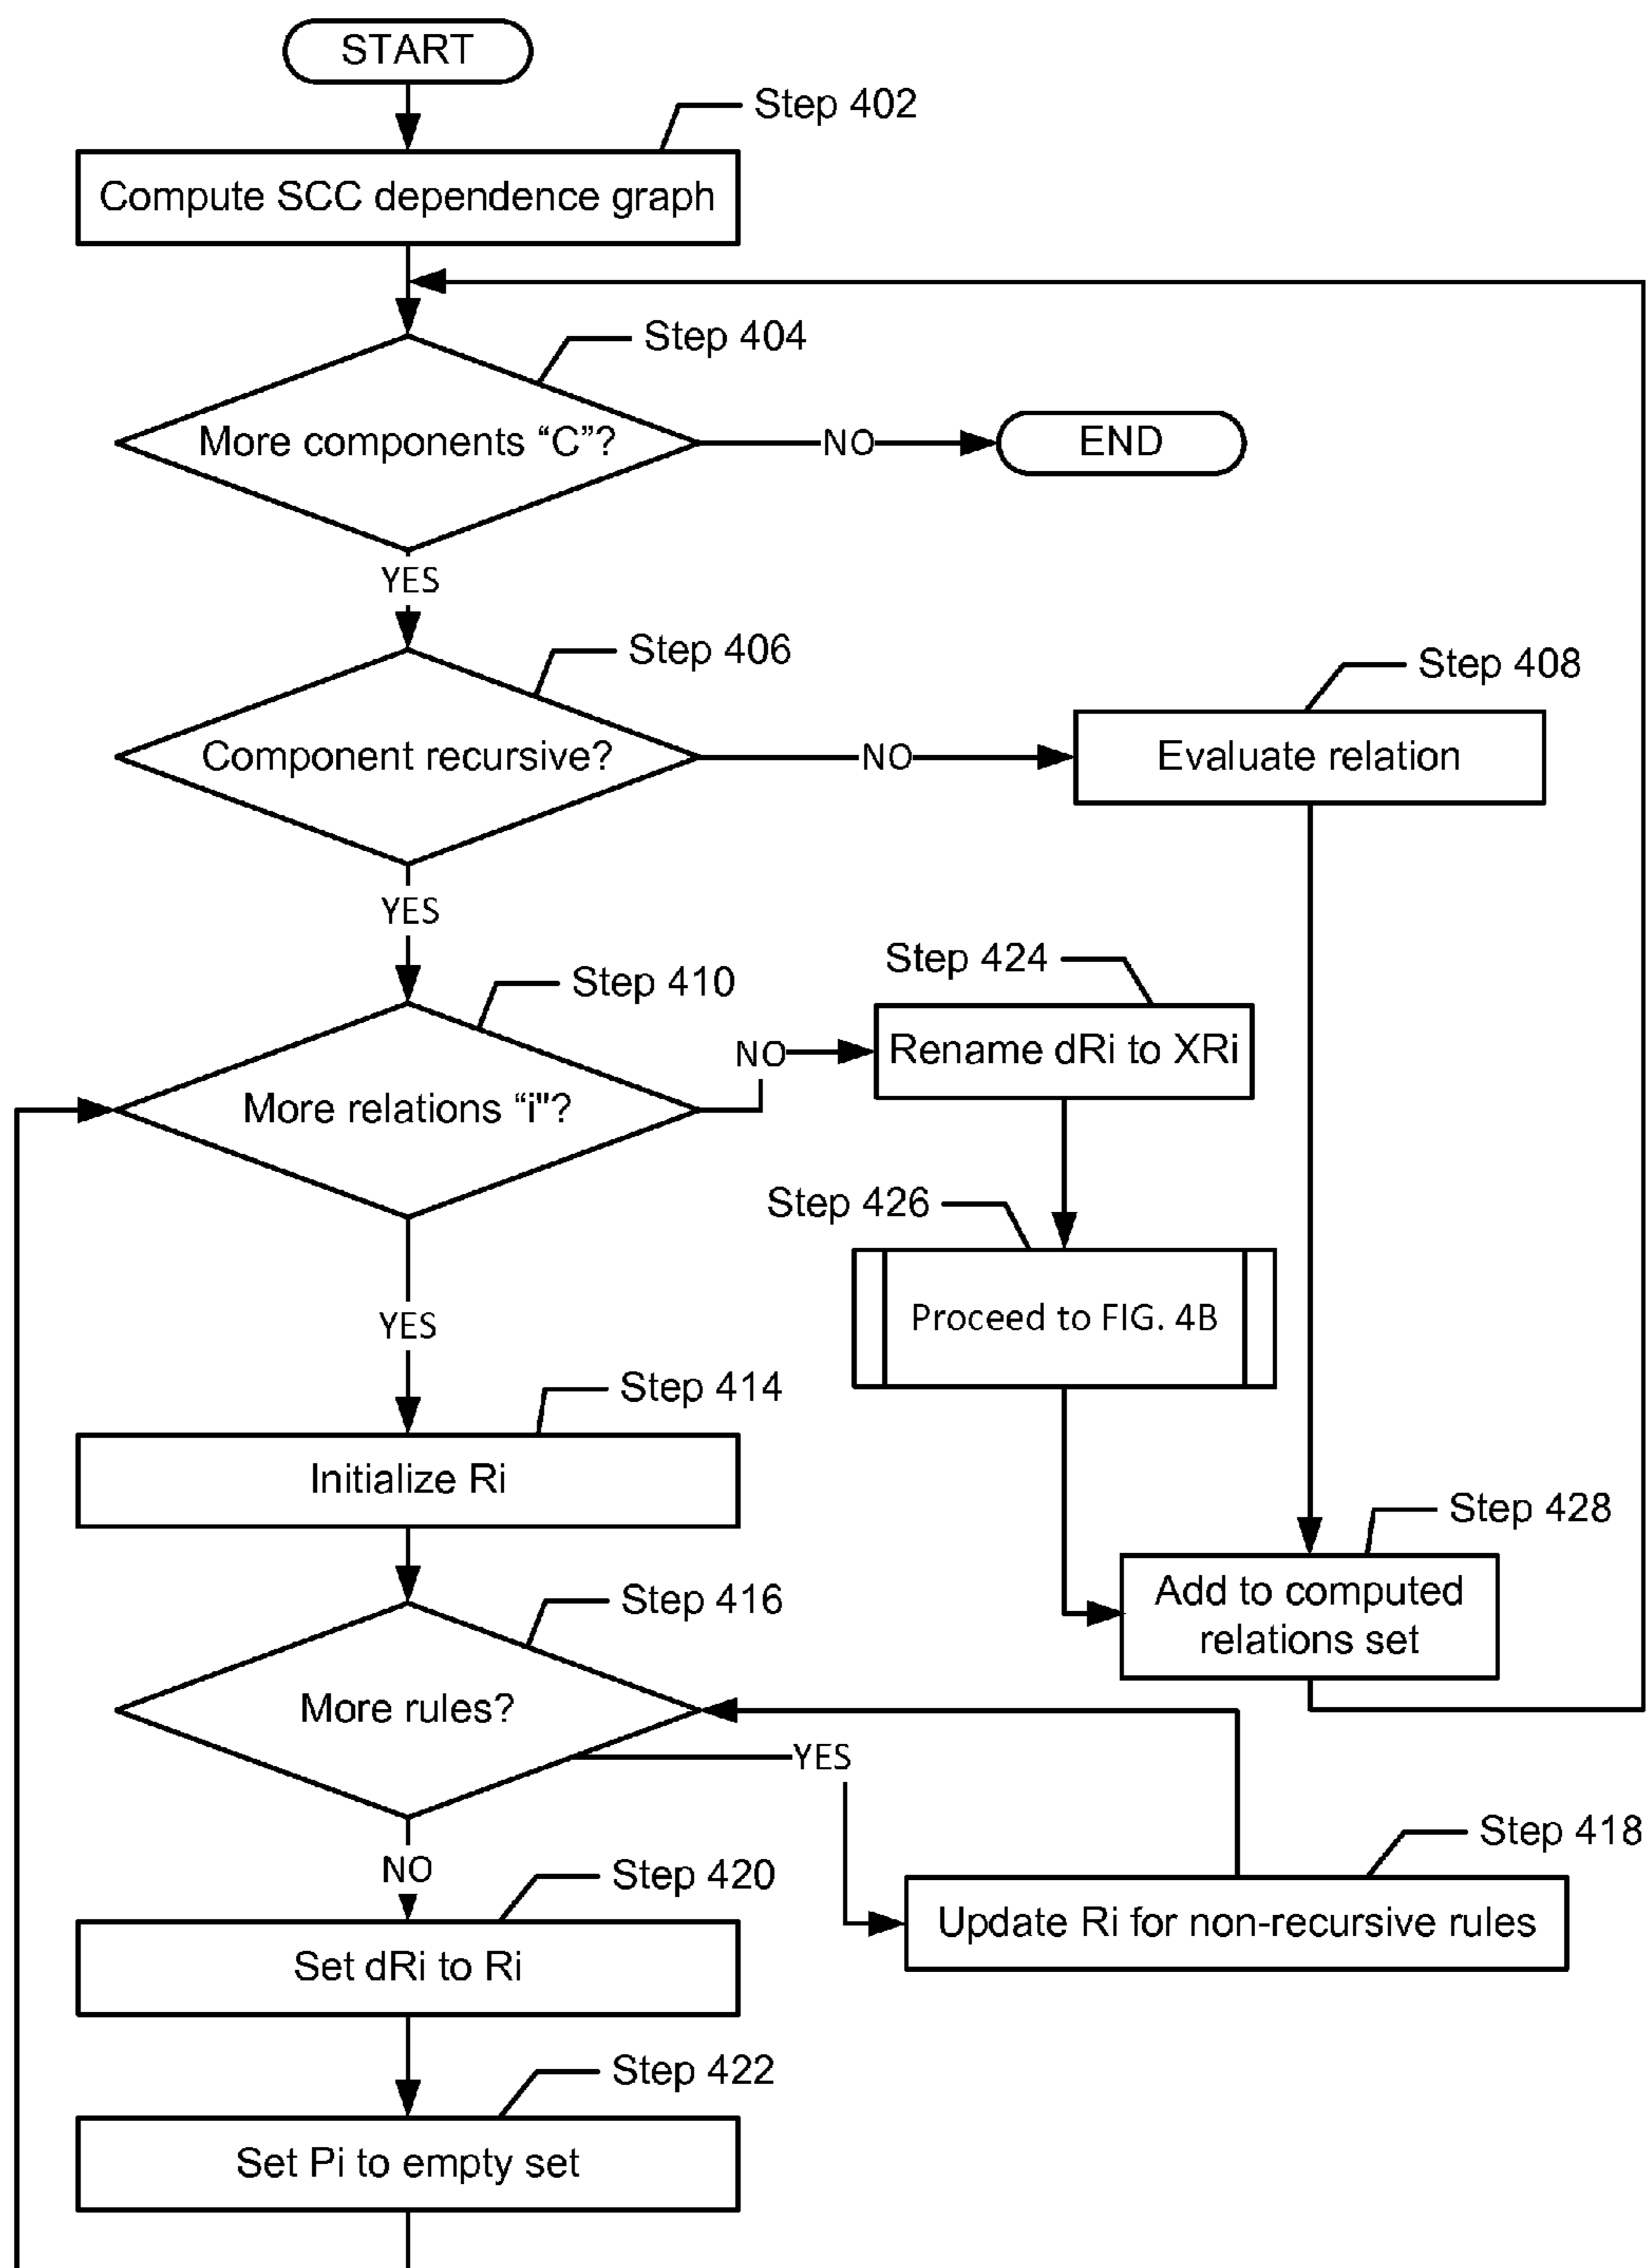 START
Step 402
Compute SCC dependence graph
Step 404
More components “C”?
NO
END
YES
Step 406
Step 408
Component recursive?
NO
Evaluate relation
YES
Step 424
Step 410
NO
Rename dRi to XRi
More relations “i"?
Step 426
Proceed to FIG. 4B
YES
Step 414
Initialize Ri
Step 428
Add to computed
relations set
Step 416
More rules?
YES
Step 418
NO
Step 420
Update Ri for non-recursive rules
Set dRi to Ri
Step 422
Set Pi to empty set